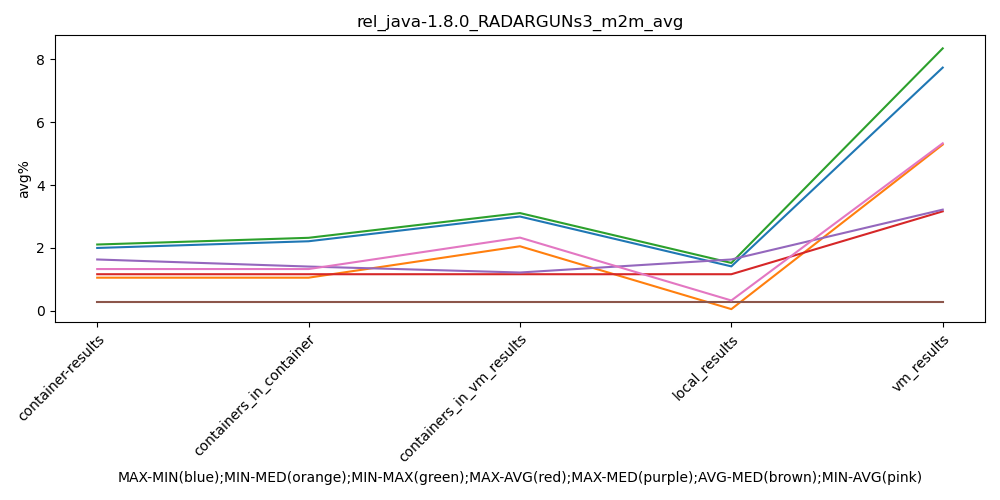 rel_java-1.8.0_RADARGUNs3_m2m_avg
avg%
8
6
4
2
0
container-results
containers_in_container
containers_in_vm_results
local_results
vm_results
MAX-MIN(blue);MIN-MED(orange);MIN-MAX(green);MAX-AVG(red);MAX-MED(purple);AVG-MED(brown);MIN-AVG(pink)